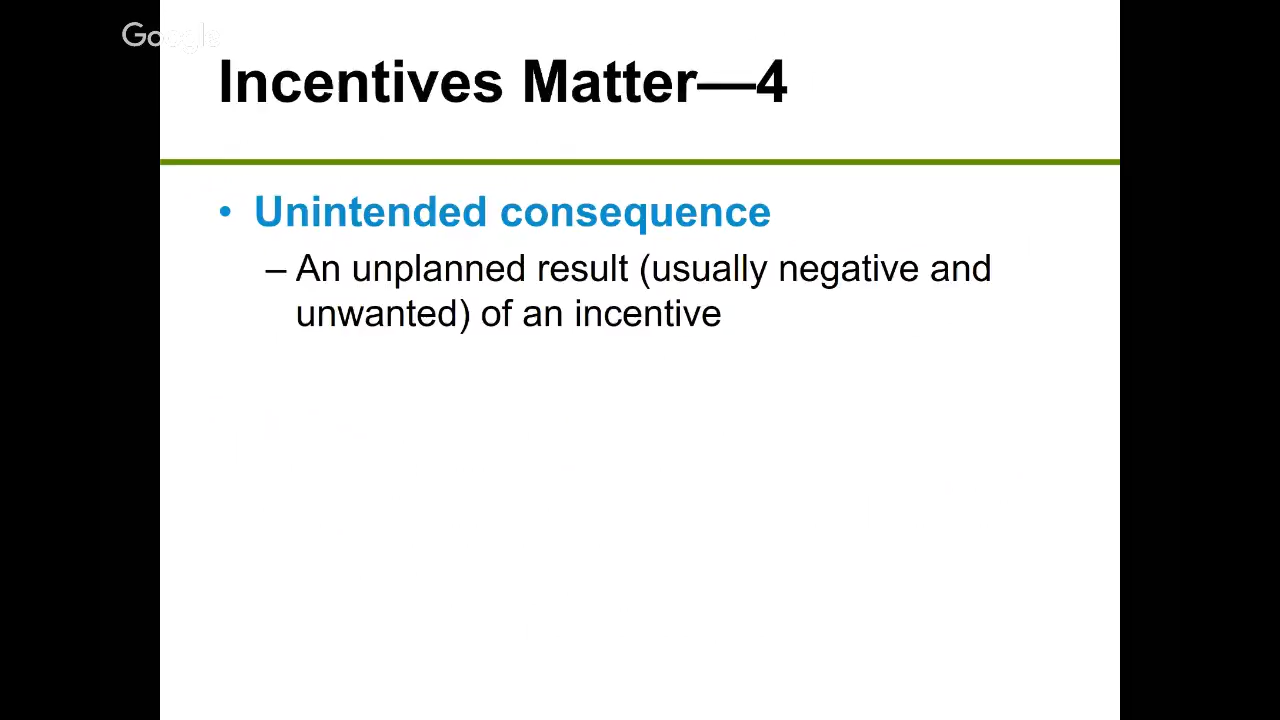 Google
Incentives Matter—4
• Unintended consequence
– An unplanned result (usually negative and
unwanted) of an incentive